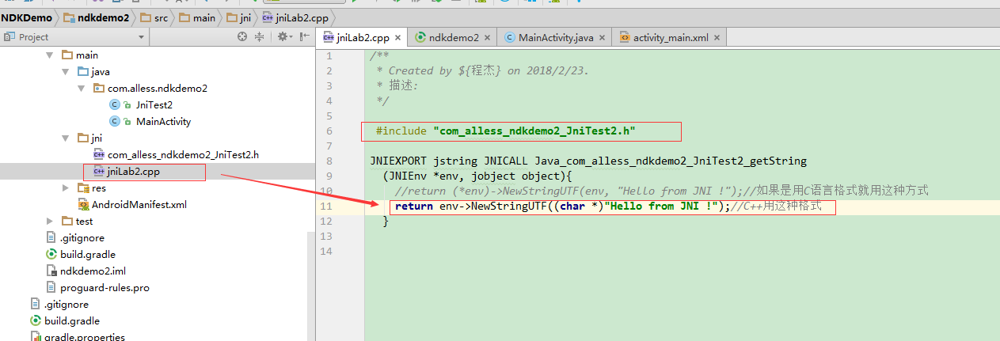 NDKDemo ndkdemo2 src main jni jniLab2.cpp
Project
jniLab2.cpp ndkdemo2 MainActivity.java activity_main.xml
main
java
com.alless.ndkdemo2
JniTest2
MainActivity
jni
com_alless_ndkdemo2_JniTest2.h
jniLab2.cpp
res
AndroidManifest.xml
test
.gitignore
build.gradle
ndkdemo2.iml
proguard-rules.pro
.gitignore
build.gradle
gradle.properties
1 /**
2 * Created by ${程杰} on 2018/2/23.
3 * 描述:
4 */
5
6 #include "com_alless_ndkdemo2_JniTest2.h"
7
8 JNIEXPORT jstring JNICALL Java_com_alless_ndkdemo2_JniTest2_getString
9 (JNIEnv *env, jobject object){
10 //return (*env)->NewStringUTF(env, "Hello from JNI !");//如果是用C语言格式就用这种方式
11 return env->NewStringUTF((char *)"Hello from JNI !");//C++用这种格式
12 }
13
14